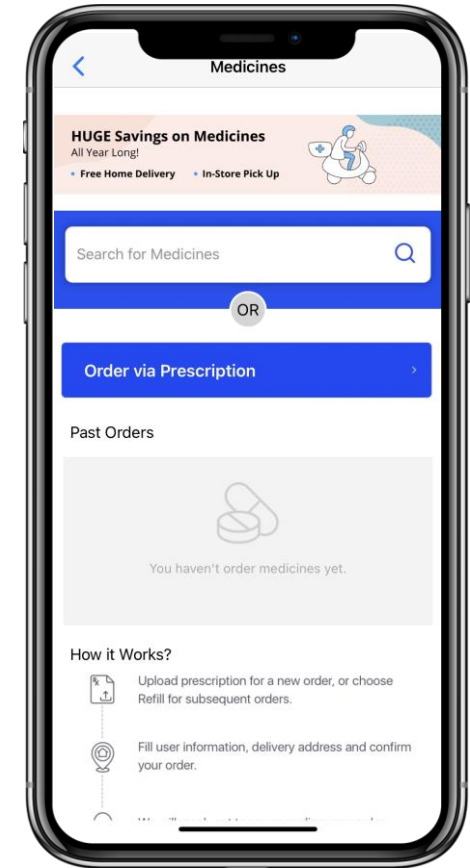 Medicines
HUGE Savings on Medicines
All Year Long!
• Free Home Delivery • In-Store Pick Up
Search for Medicines
OR
Order via Prescription
Past Orders
You haven't order medicines yet.
How it Works?
Upload prescription for a new order, or choose
Refill for subsequent orders.
Fill user information, delivery address and confirm
your order.